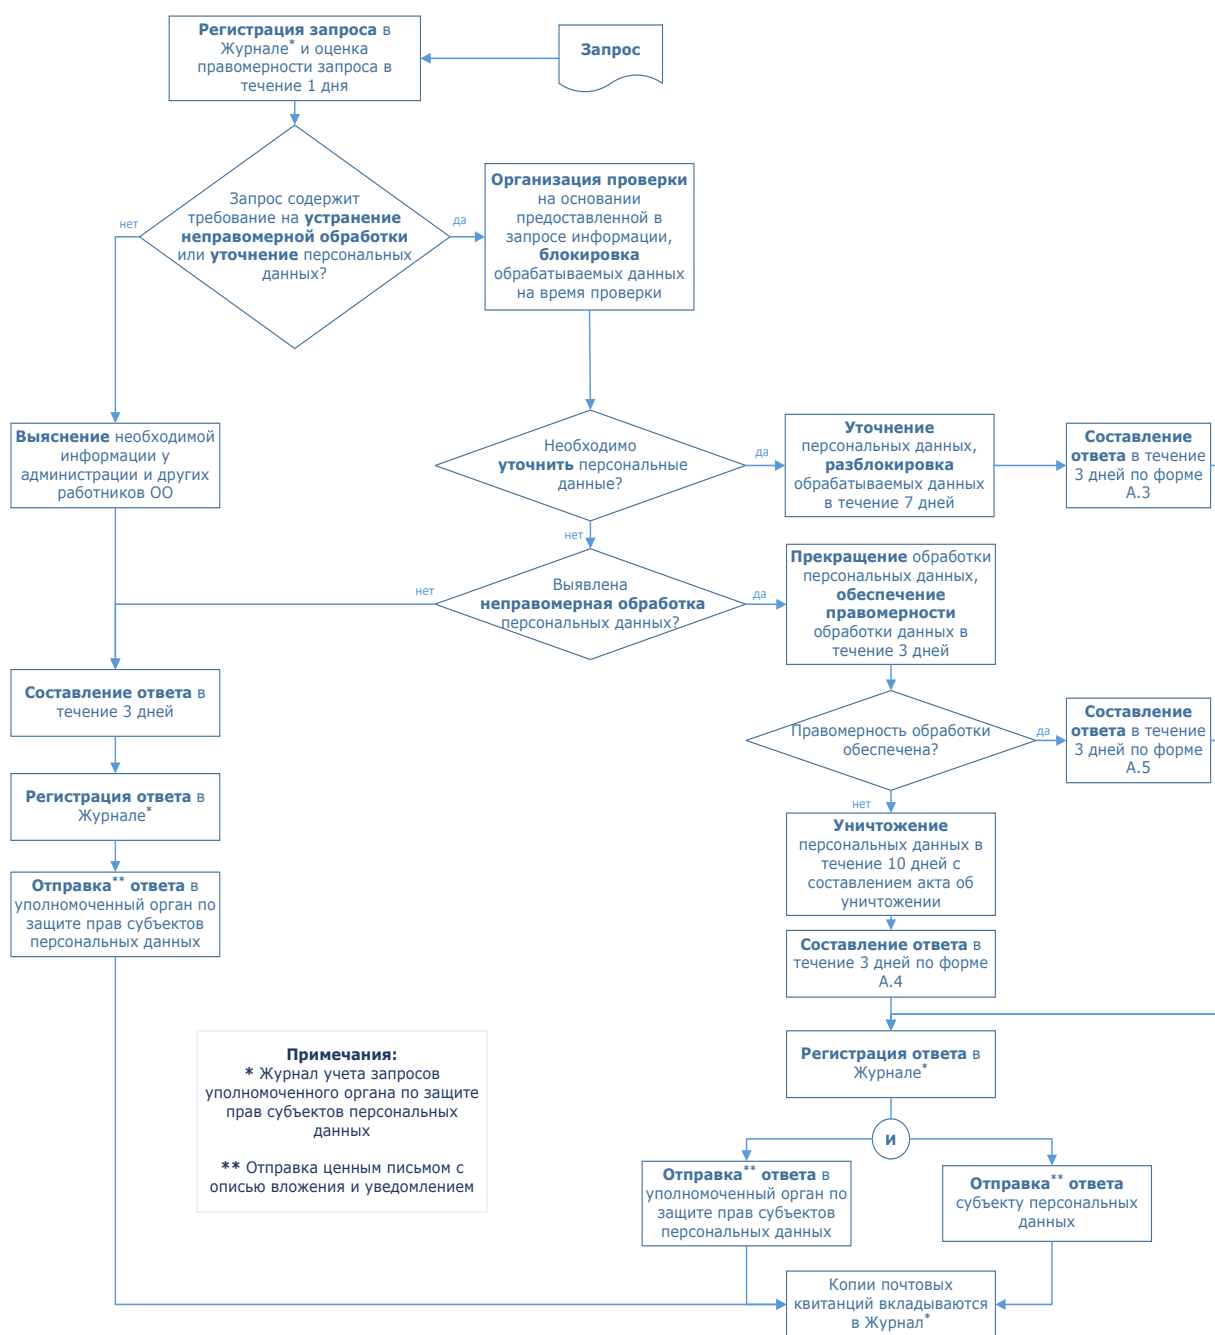 Регистрация запроса в
Журнале* и оценка
правомерности запроса в
течение 1 дня
Запрос
Запрос содержит
требование на устранение
неправомерной обработки
или уточнение персональных
данных?
нет
да
Организация проверки
на основании
предоставленной в
запросе информации,
блокировка
обрабатываемых данных
на время проверки
Выяснение необходимой
информации у
администрации и других
работников ОО
Необходимо
уточнить персональные
данные?
да
нет
Уточнение
персональных данных,
разблокировка
обрабатываемых данных
в течение 7 дней
Составление
ответа в течение
3 дней по форме
А.3
Выявлена
неправомерная обработка
персональных данных?
нет
да
Прекращение обработки
персональных данных,
обеспечение
правомерности
обработки данных в
течение 3 дней
Составление ответа в
течение 3 дней
Правомерность обработки
обеспечена?
да
нет
Составление
ответа в течение
3 дней по форме
А.5
Регистрация ответа в
Журнале*
Уничтожение
персональных данных в
течение 10 дней с
составлением акта об
уничтожении
Отправка** ответа в
уполномоченный орган по
защите прав субъектов
персональных данных
Составление ответа в
течение 3 дней по форме
А.4
Примечания:
* Журнал учета запросов
уполномоченного органа по защите
прав субъектов персональных
данных
** Отправка ценным письмом с
описью вложения и уведомлением
Регистрация ответа в
Журнале*
И
Отправка** ответа в
уполномоченный орган по
защите прав субъектов
персональных данных
Отправка** ответа
субъекту персональных
данных
Копии почтовых
квитанций вкладываются
в Журнал*